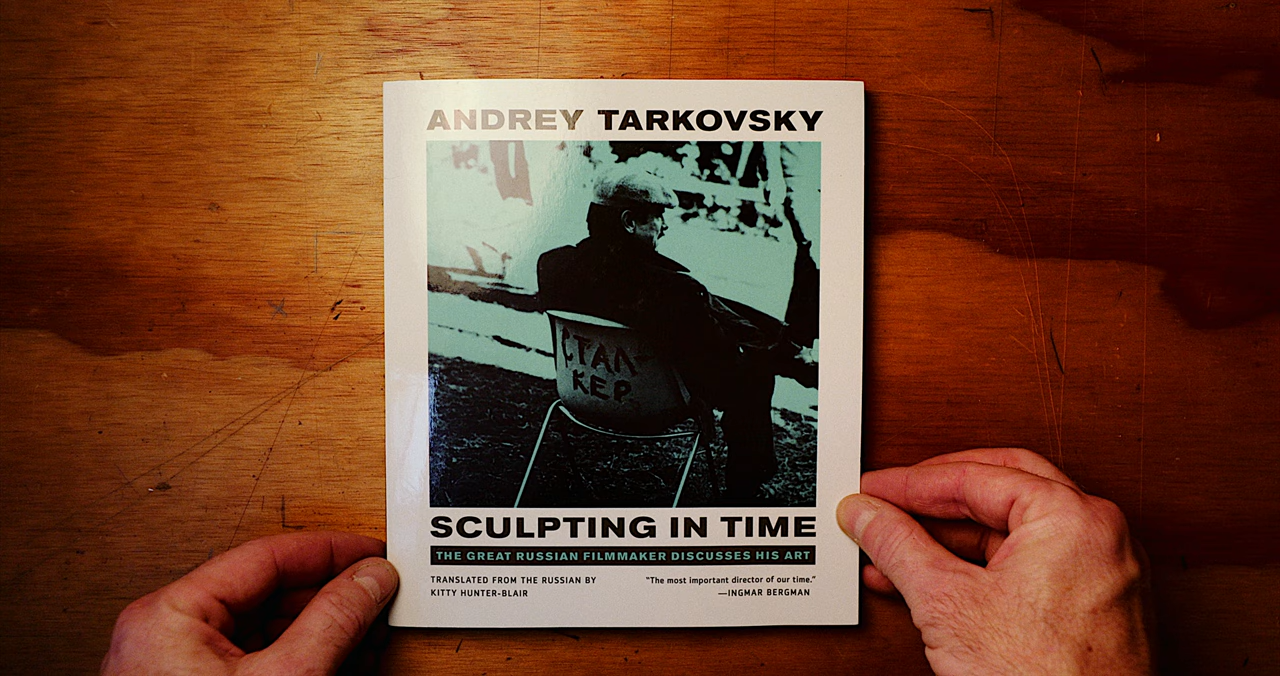 ANDREY TARKOVSKY
СТАЛ-
КЕР
SCULPTING IN TIME
THE GREAT RUSSIAN FILMMAKER DISCUSSES HIS ART
TRANSLATED FROM THE RUSSIAN BY
KITTY HUNTER-BLAIR
“The most important director of our time.”
—INGMAR BERGMAN